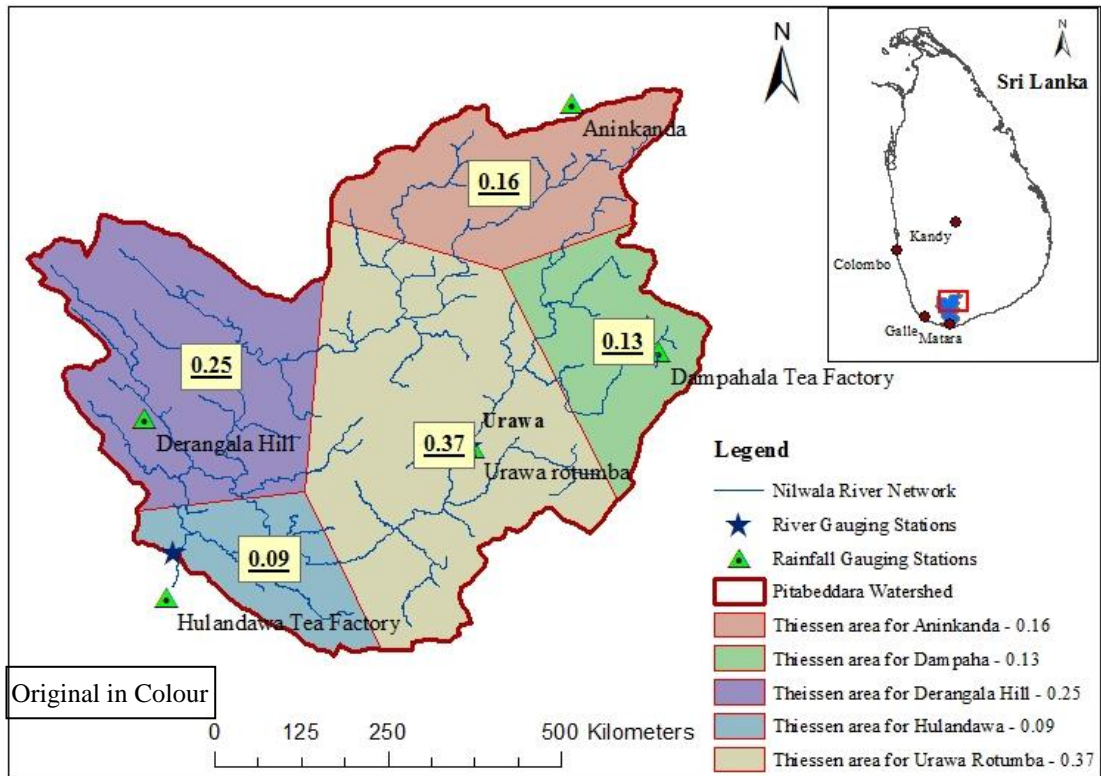 N
Aninkanda
0.16
0.25
0.13
Dampahala Tea Factory
Derangala Hill
Urawa
0.37
Urawa rotumba
0.09
Hulandawa Tea Factory
Original in Colour
0 125 250 500 Kilometers
N
Sri Lanka
Kandy
Colombo
Galle
Matara
Legend
Nilwala River Network
River Gauging Stations
Rainfall Gauging Stations
Pitabeddara Watershed
Thiessen area for Aninkanda - 0.16
Thiessen area for Dampaha - 0.13
Theissen area for Derangala Hill - 0.25
Thiessen area for Hulandawa - 0.09
Thiessen area for Urawa Rotumba - 0.37